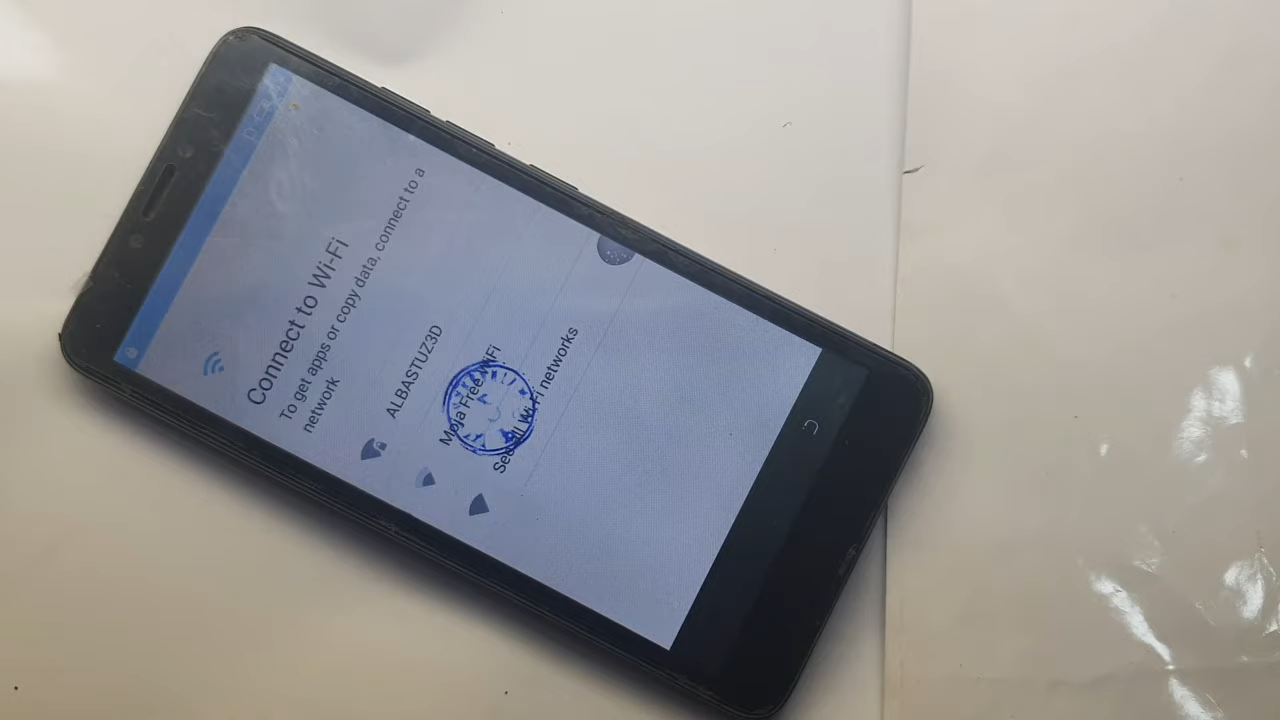 Connect to Wi-Fi
To get apps or copy data, connect to a
network
ALBASTUZ3D
Moja Free WiFi
See all Wi-Fi networks